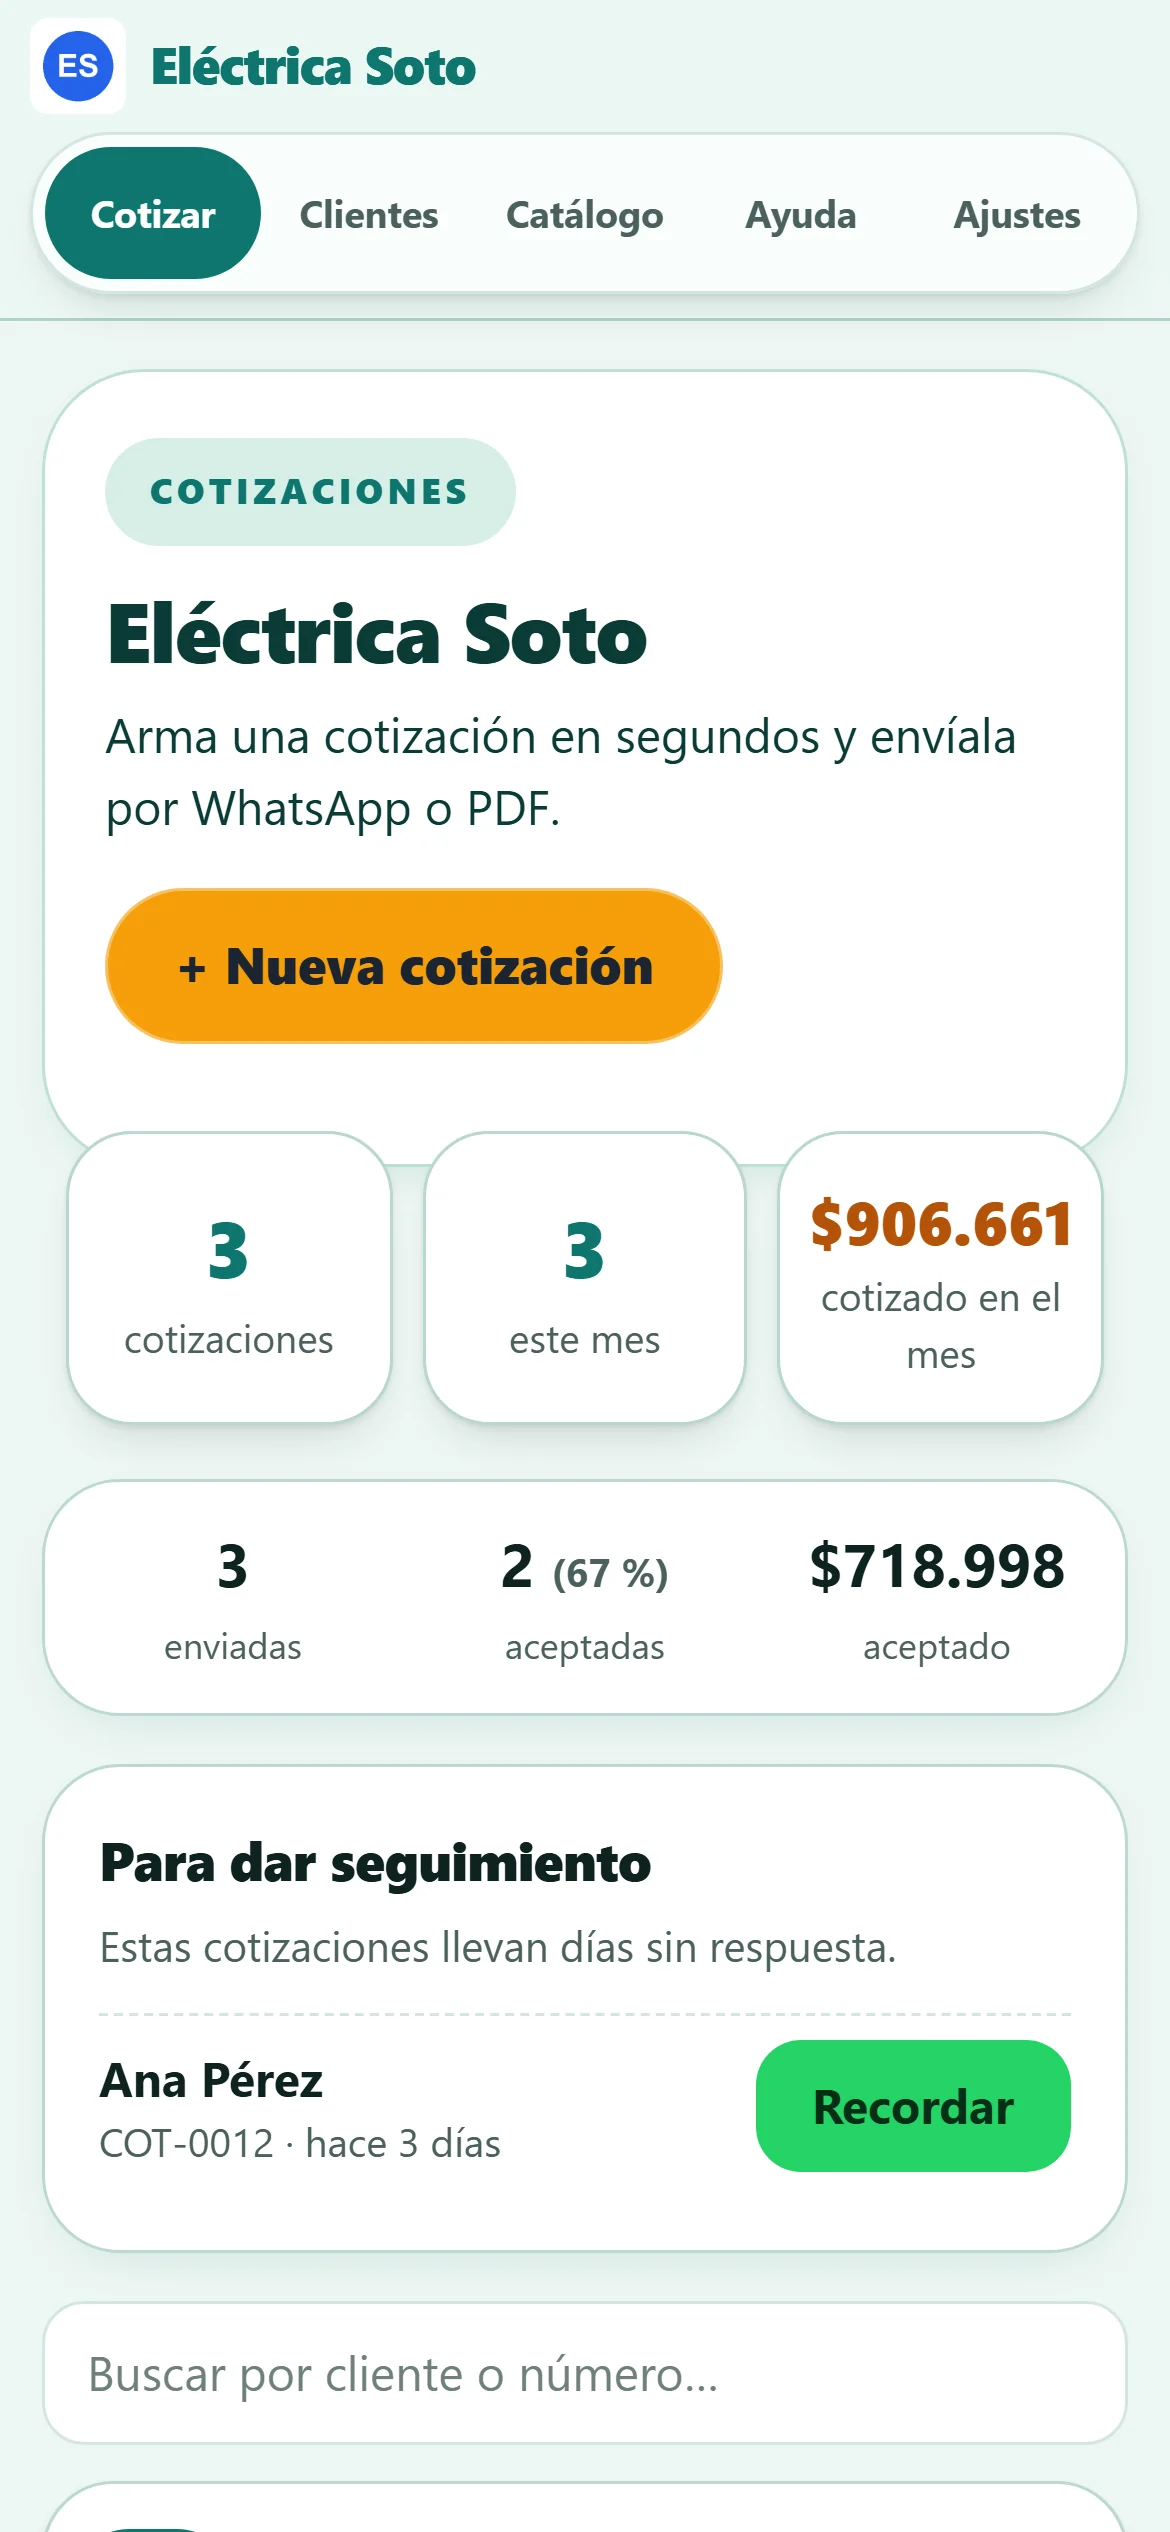 ES
Eléctrica Soto
Cotizar
Clientes
Catálogo
Ayuda
Ajustes
COTIZACIONES
Eléctrica Soto
Arma una cotización en segundos y envíala
por WhatsApp o PDF.
+ Nueva cotización
3
cotizaciones
3
este mes
$906.661
cotizado en el
mes
3
enviadas
2 (67 %)
aceptadas
$718.998
aceptado
Para dar seguimiento
Estas cotizaciones llevan días sin respuesta.
Ana Pérez
COT-0012 · hace 3 días
Recordar
Buscar por cliente o número...